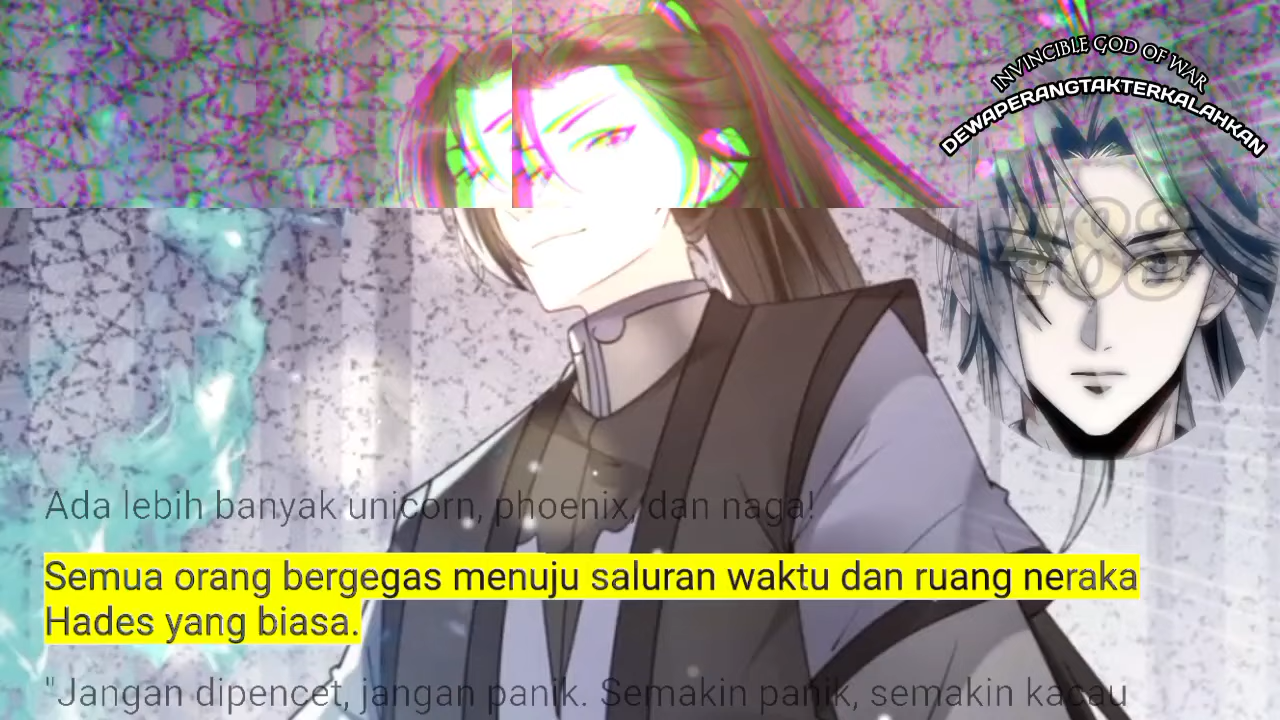 INVINCIBLE GOD OF WAR
DEWAPERANGTAKTERKALAHKAN
Ada lebih banyak unicorn, phoenix, dan naga!
Semua orang bergegas menuju saluran waktu dan ruang neraka
Hades yang biasa.
"Jangan dipencet, jangan panik. Semakin panik, semakin kacau